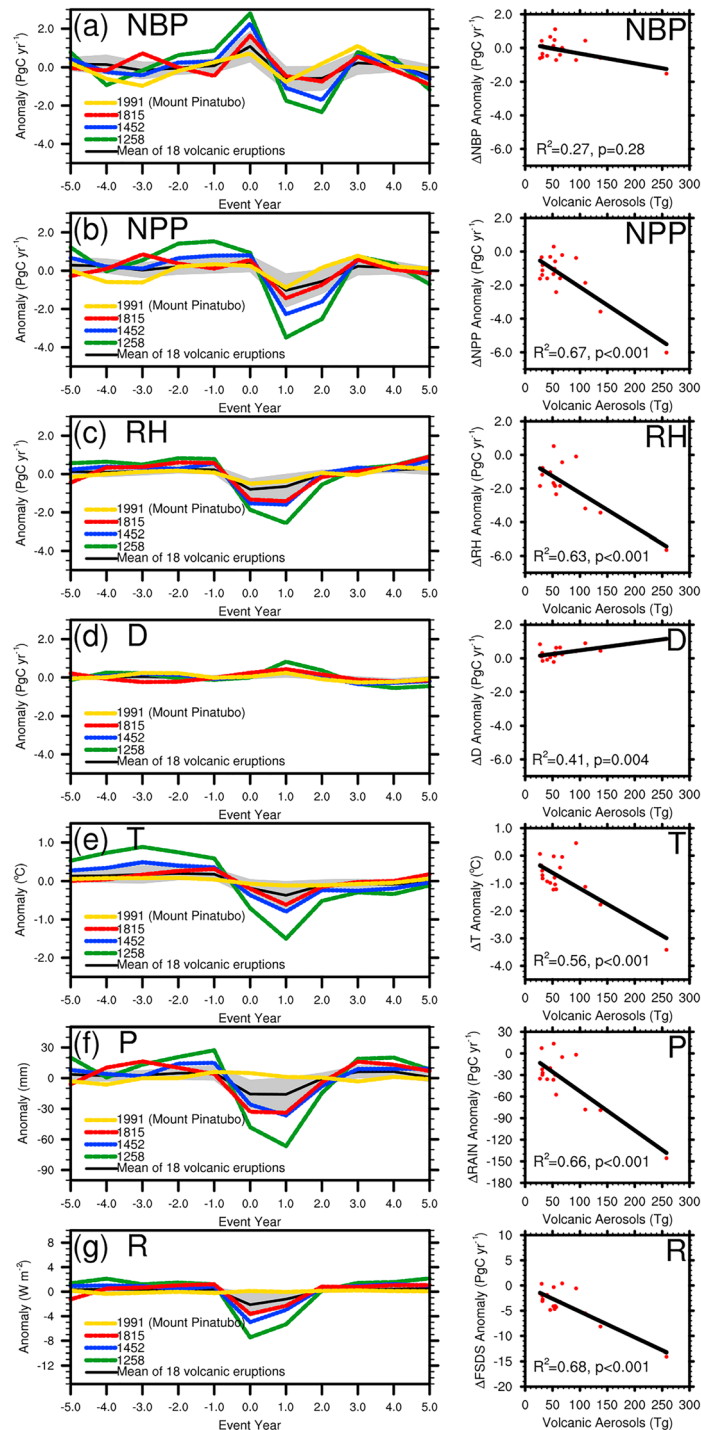 (a) NBP
Anomaly (PgC yr-1)
2.0
0.0
-2.0
-4.0
1991 (Mount Pinatubo)
1815
1452
1258
Mean of 18 volcanic eruptions
-5.0 -4.0 -3.0 -2.0 -1.0 0.0 1.0 2.0 3.0 4.0 5.0
Event Year
NBP
ΔNBP Anomaly (PgC yr-1)
2.0
0.0
-2.0
-4.0
-6.0
R2=0.27, p=0.28
0 50 100 150 200 250 300
Volcanic Aerosols (Tg)
(b) NPP
Anomaly (PgC yr-1)
2.0
0.0
-2.0
-4.0
1991 (Mount Pinatubo)
1815
1452
1258
Mean of 18 volcanic eruptions
-5.0 -4.0 -3.0 -2.0 -1.0 0.0 1.0 2.0 3.0 4.0 5.0
Event Year
NPP
ΔNPP Anomaly (PgC yr-1)
2.0
0.0
-2.0
-4.0
-6.0
R2=0.67, p<0.001
0 50 100 150 200 250 300
Volcanic Aerosols (Tg)
(c) RH
Anomaly (PgC yr-1)
2.0
0.0
-2.0
-4.0
1991 (Mount Pinatubo)
1815
1452
1258
Mean of 18 volcanic eruptions
-5.0 -4.0 -3.0 -2.0 -1.0 0.0 1.0 2.0 3.0 4.0 5.0
Event Year
RH
ΔRH Anomaly (PgC yr-1)
2.0
0.0
-2.0
-4.0
-6.0
R2=0.63, p<0.001
0 50 100 150 200 250 300
Volcanic Aerosols (Tg)
(d) D
Anomaly (PgC yr-1)
2.0
0.0
-2.0
-4.0
1991 (Mount Pinatubo)
1815
1452
1258
Mean of 18 volcanic eruptions
-5.0 -4.0 -3.0 -2.0 -1.0 0.0 1.0 2.0 3.0 4.0 5.0
Event Year
D
ΔD Anomaly (PgC yr-1)
2.0
0.0
-2.0
-4.0
-6.0
R2=0.41, p=0.004
0 50 100 150 200 250 300
Volcanic Aerosols (Tg)
(e) T
Anomaly (oC)
1.0
0.0
-1.0
-2.0
1991 (Mount Pinatubo)
1815
1452
1258
Mean of 18 volcanic eruptions
-5.0 -4.0 -3.0 -2.0 -1.0 0.0 1.0 2.0 3.0 4.0 5.0
Event Year
T
ΔT Anomaly (oC)
1.0
0.0
-1.0
-2.0
-3.0
-4.0
R2=0.56, p<0.001
0 50 100 150 200 250 300
Volcanic Aerosols (Tg)
(f) P
Anomaly (mm)
30
0
-30
-60
-90
1991 (Mount Pinatubo)
1815
1452
1258
Mean of 18 volcanic eruptions
-5.0 -4.0 -3.0 -2.0 -1.0 0.0 1.0 2.0 3.0 4.0 5.0
Event Year
P
ΔRAIN Anomaly (PgC yr-1)
30
0
-30
-60
-90
-120
-150
-180
R2=0.66, p<0.001
0 50 100 150 200 250 300
Volcanic Aerosols (Tg)
(g) R
Anomaly (W m-2)
8
4
0
-4
-8
-12
1991 (Mount Pinatubo)
1815
1452
1258
Mean of 18 volcanic eruptions
-5.0 -4.0 -3.0 -2.0 -1.0 0.0 1.0 2.0 3.0 4.0 5.0
Event Year
R
ΔFSDS Anomaly (PgC yr-1)
10
5
0
-5
-10
-15
-20
R2=0.68, p<0.001
0 50 100 150 200 250 300
Volcanic Aerosols (Tg)